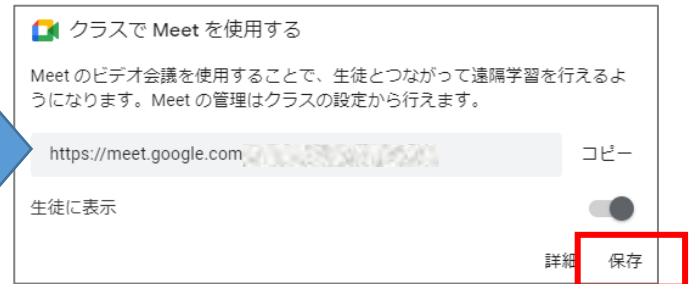 クラスで Meet を使用する
Meet のビデオ会議を使用することで、生徒とつながって遠隔学習を行えるよ
うになります。Meet の管理はクラスの設定から行えます。
https://meet.google.com
コピー
生徒に表示
詳細
保存